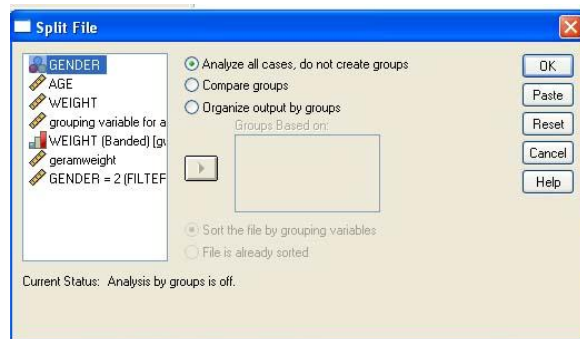 Split File
GENDER
AGE
WEIGHT
grouping variable for a
WEIGHT (Banded) [gu
geramweight
GENDER = 2 (FILTEF
Analyze all cases, do not create groups
Compare groups
Organize output by groups
Groups Based on:
Sort the file by grouping variables
File is already sorted
OK
Paste
Reset
Cancel
Help
Current Status: Analysis by groups is off.